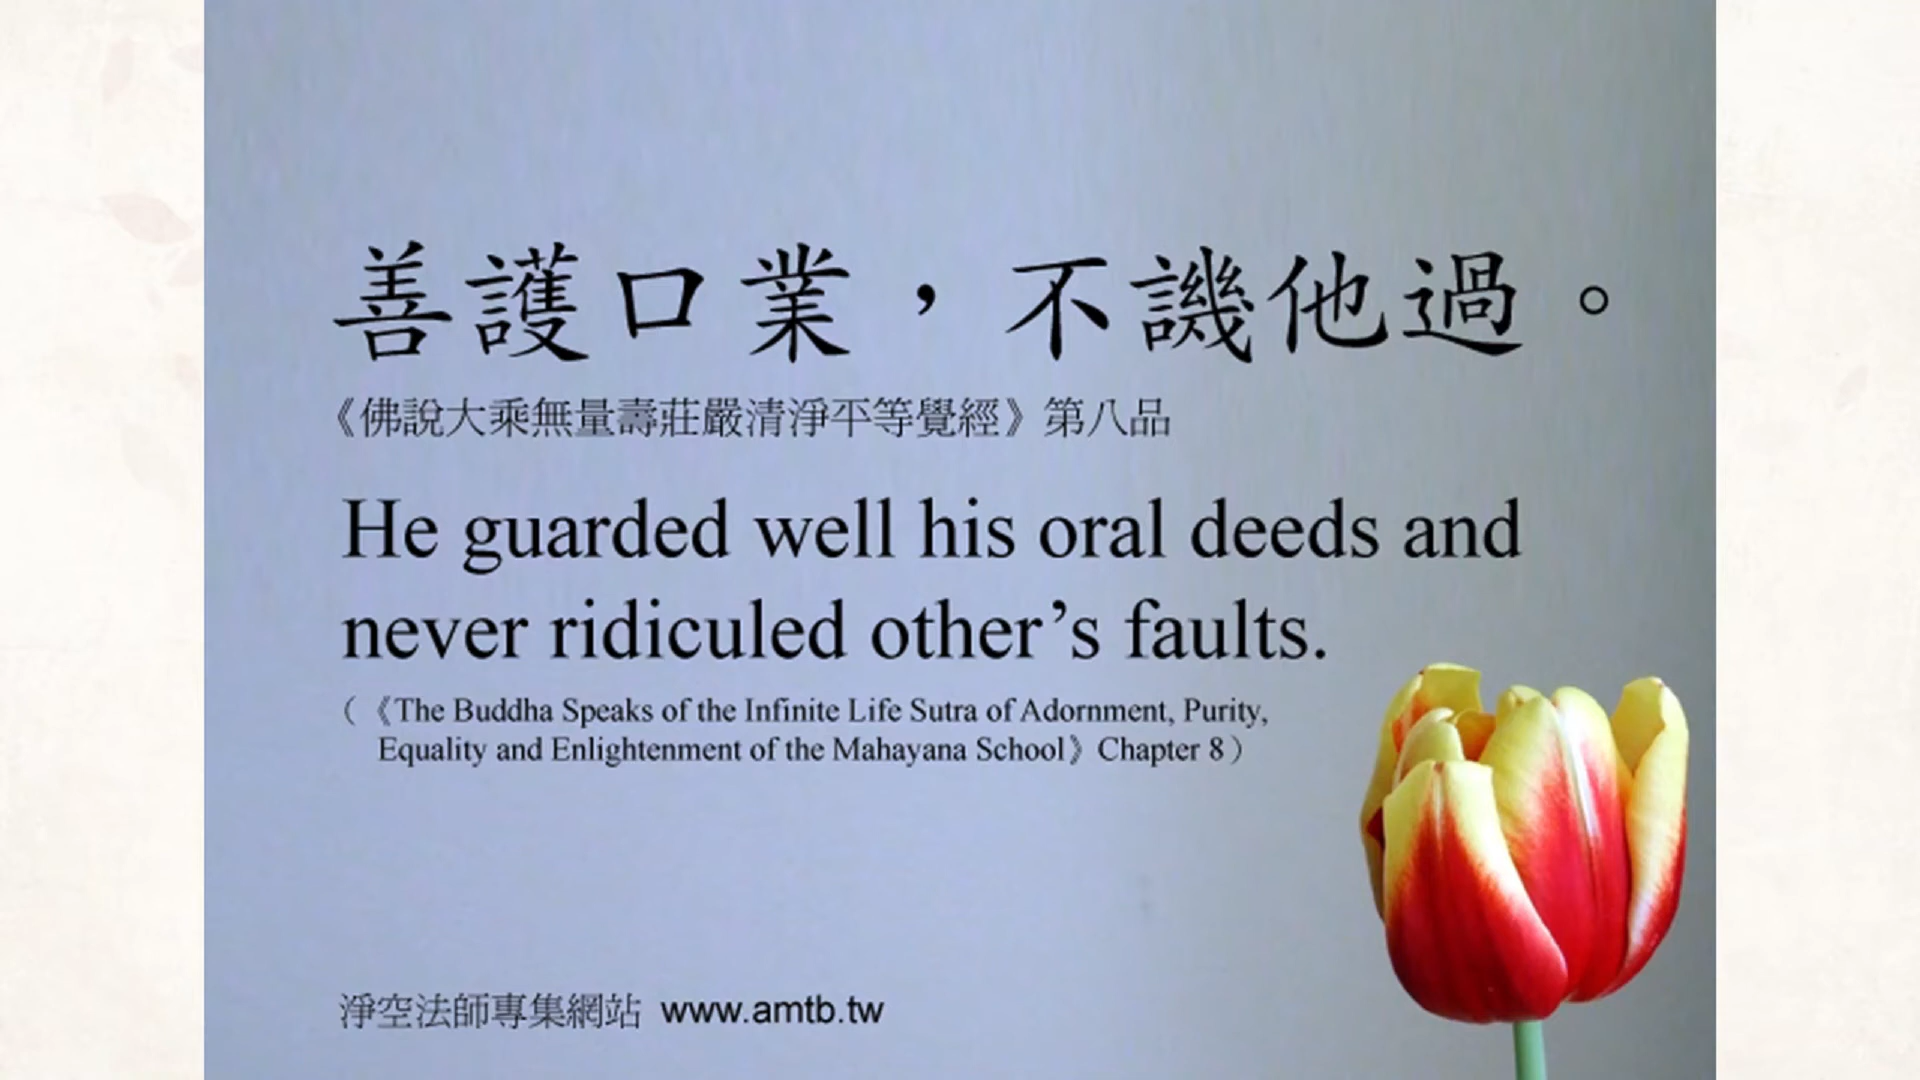 善護口業，不譏他過。
《佛說大乘無量壽莊嚴清淨平等覺經》第八品
He guarded well his oral deeds and
never ridiculed other’s faults.
（《The Buddha Speaks of the Infinite Life Sutra of Adornment, Purity,
Equality and Enlightenment of the Mahayana School》Chapter 8）
淨空法師專集網站 www.amtb.tw